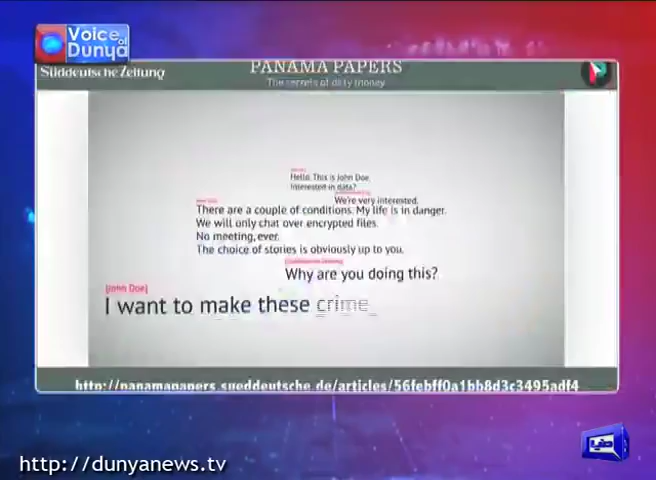 Voice of
Dunya
Süddeutsche Zeitung
PANAMA PAPERS
The secrets of dirty money
Hello. This is John Doe.
Interested in data?
We're very interested.
There are a couple of conditions. My life is in danger.
We will only chat over encrypted files.
No meeting, ever.
The choice of stories is obviously up to you.
Why are you doing this?
[John Doe]
I want to make these crime
http://panamapapers.sueddeutsche.de/articles/56febff0a1bb8d3c3495adf4
دنیا
http://dunyanews.tv